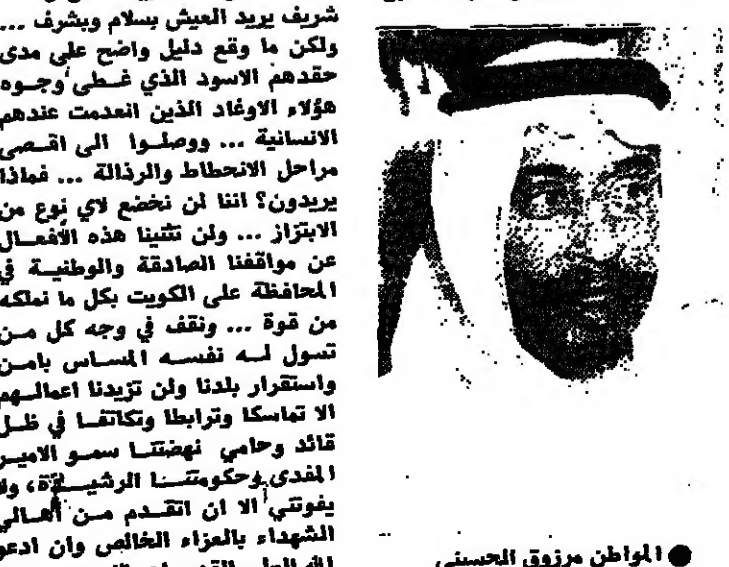 شريف يريد العيش بسلام وبشرف ...
ولكن ما وقع دليل واضح على مدى
حقدهم الاسود الذي غطى وجوه
هؤلاء الاوغاد الذين انعدمت عندهم
الانسانية ... ووصلوا الى اقصى
مراحل الانحطاط والرذالة ... فماذا
يريدون؟ اننا لن نخضع لاي نوع من
الابتزاز ... ولن تثنينا هذه الأفعال
عن مواقفنا الصادقة والوطنية في
المحافظة على الكويت بكل ما نملكه
من قوة ... ونقف في وجه كل من
تسول له نفسه المساس بامن
واستقرار بلدنا ولن تزيدنا اعمالهم
الا تماسكا وترابطا وتكاتفا في ظل
قائد وحامي نهضتنا سمو الامير
المفدى وحكومتنا الرشيدة، ولا
يفوتني الا ان اتقدم من أهالي
الشهداء بالعزاء الخالص وان ادعو
● المواطن مرزوق الحسيني